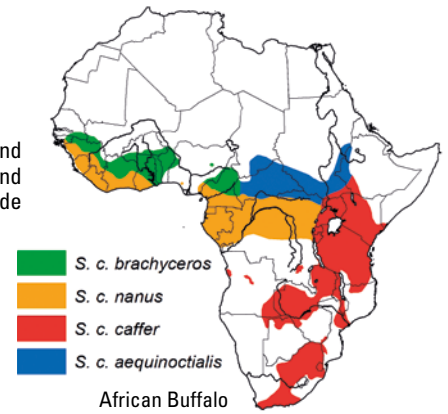 nd
nd
de
S. c. brachyceros
S. c. nanus
S. c. caffer
S. c. aequinoctialis
African Buffalo